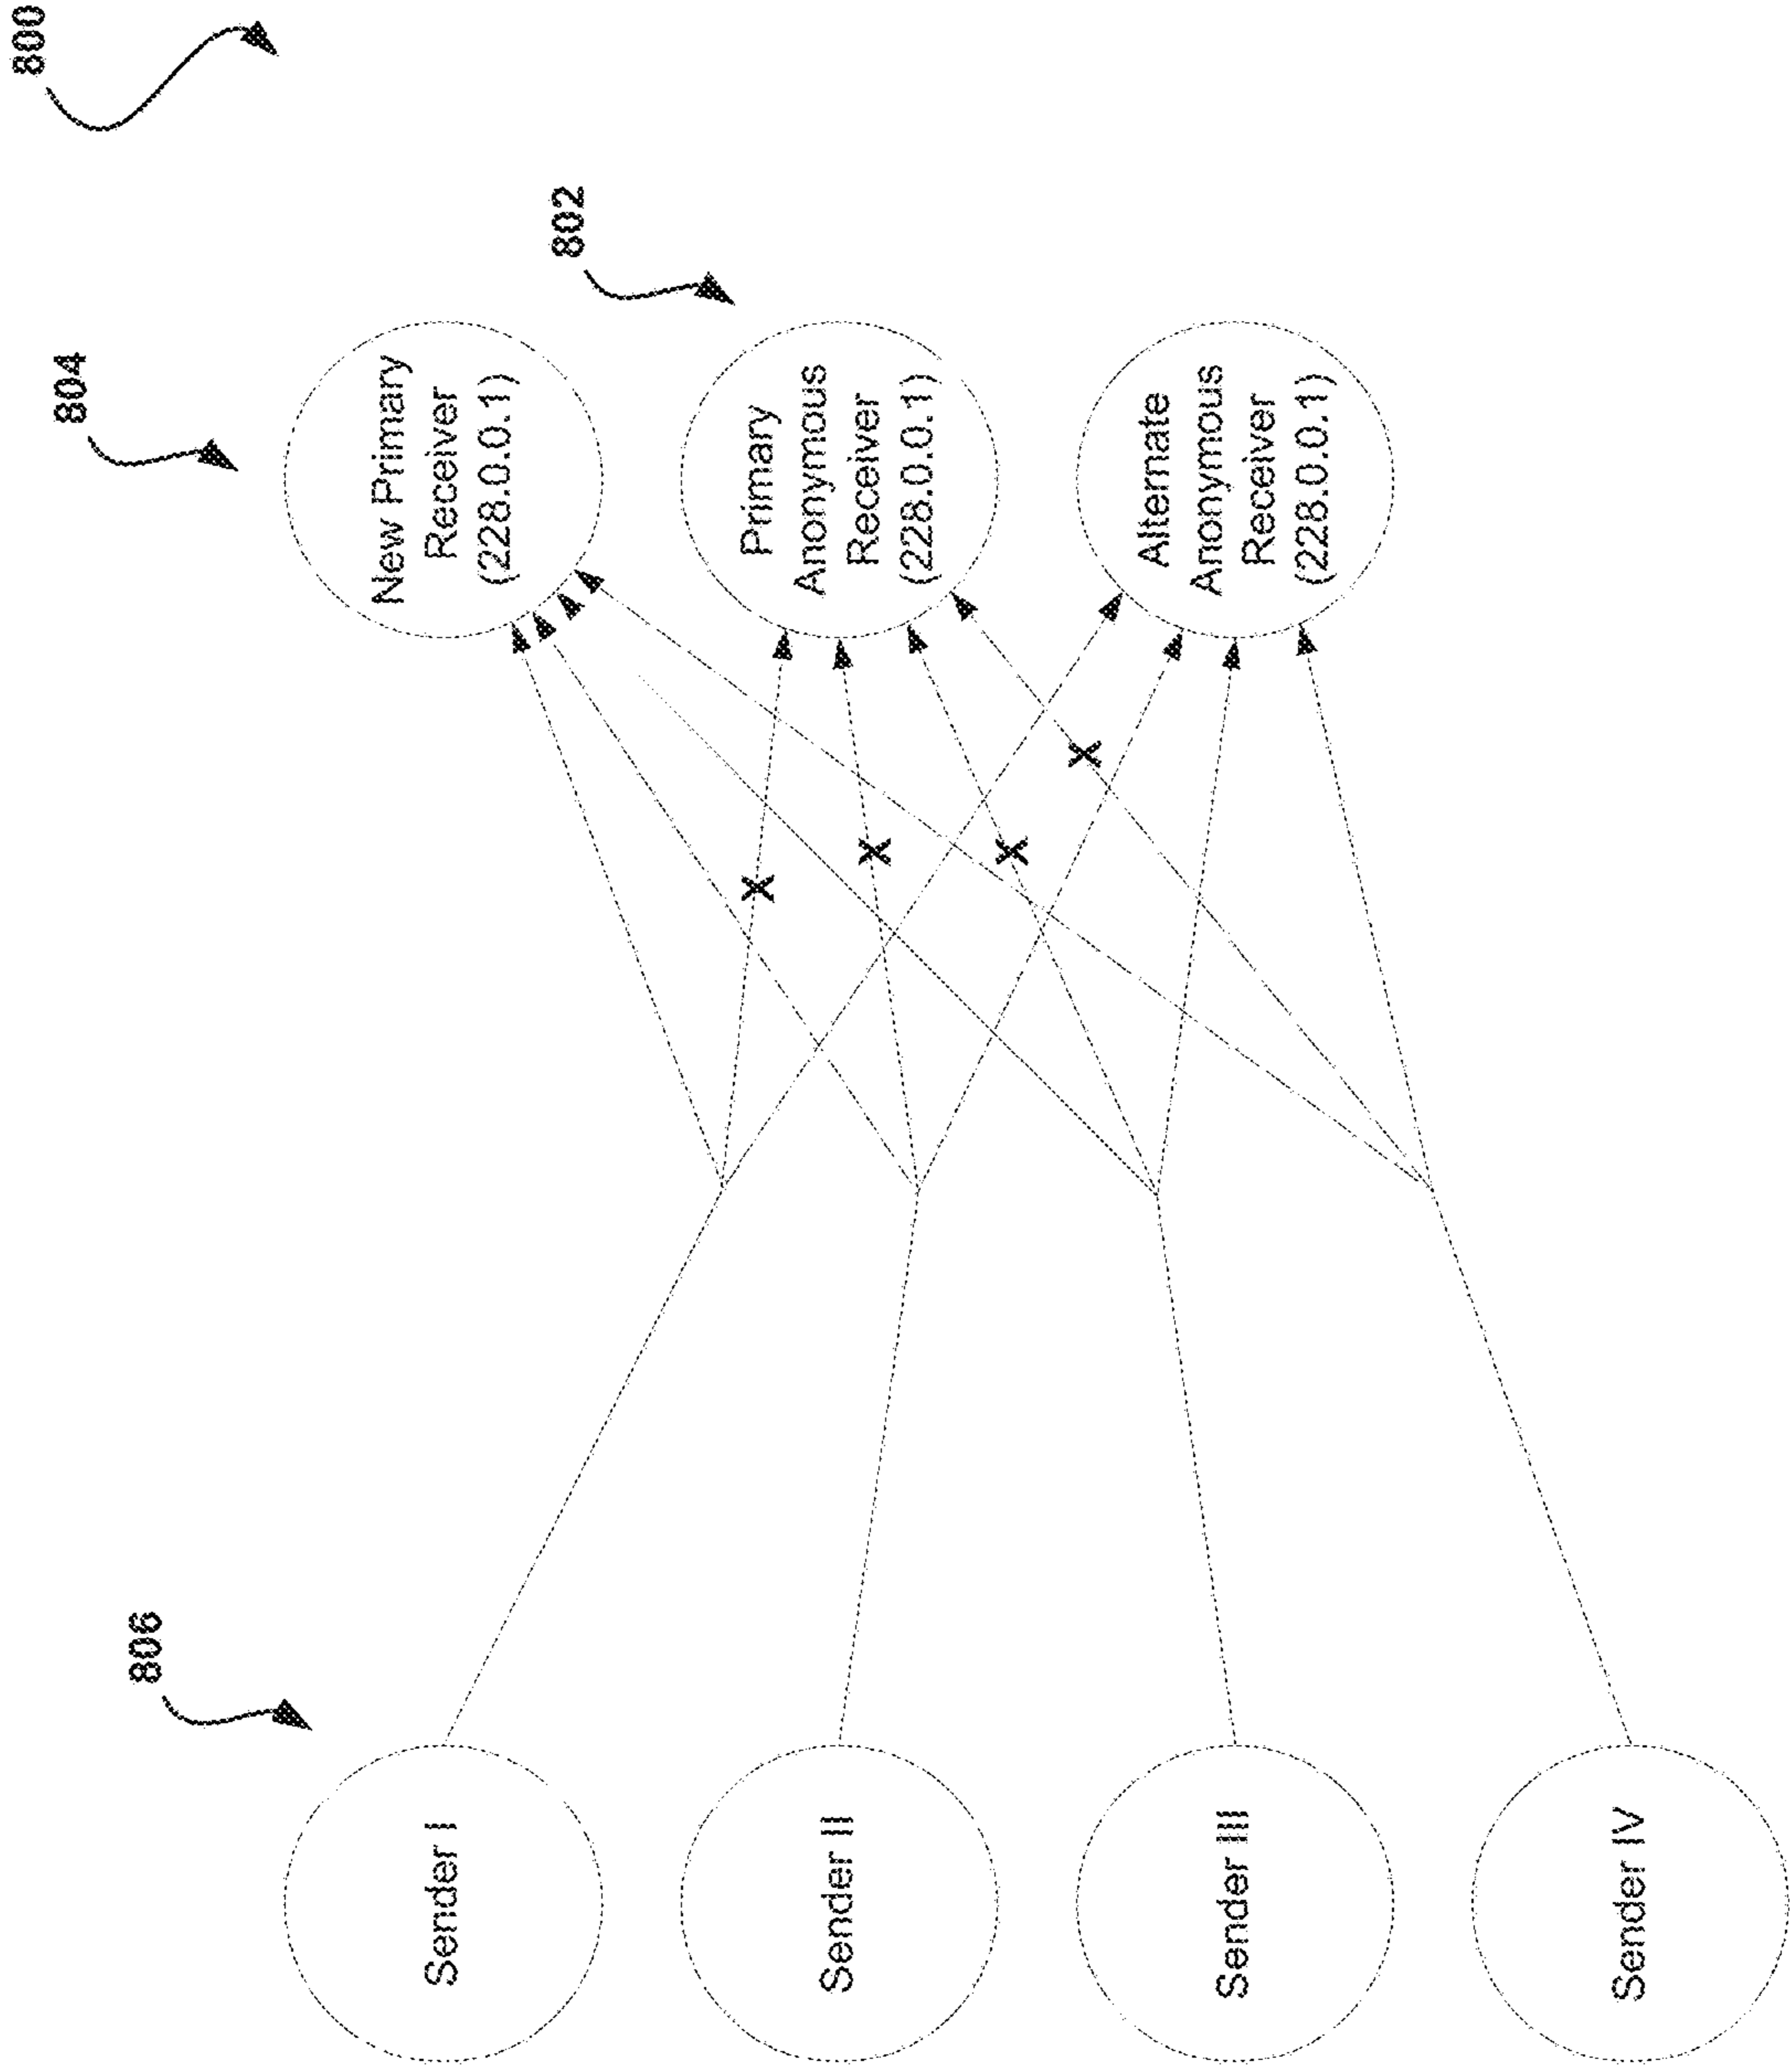 800
804
802
806
New Primary
Receiver
(228.0.0.1)
Primary
Anonymous
Receiver
(228.0.0.1)
Alternate
Anonymous
Receiver
(228.0.0.1)
X
X
X
X
Sender I
Sender II
Sender III
Sender IV